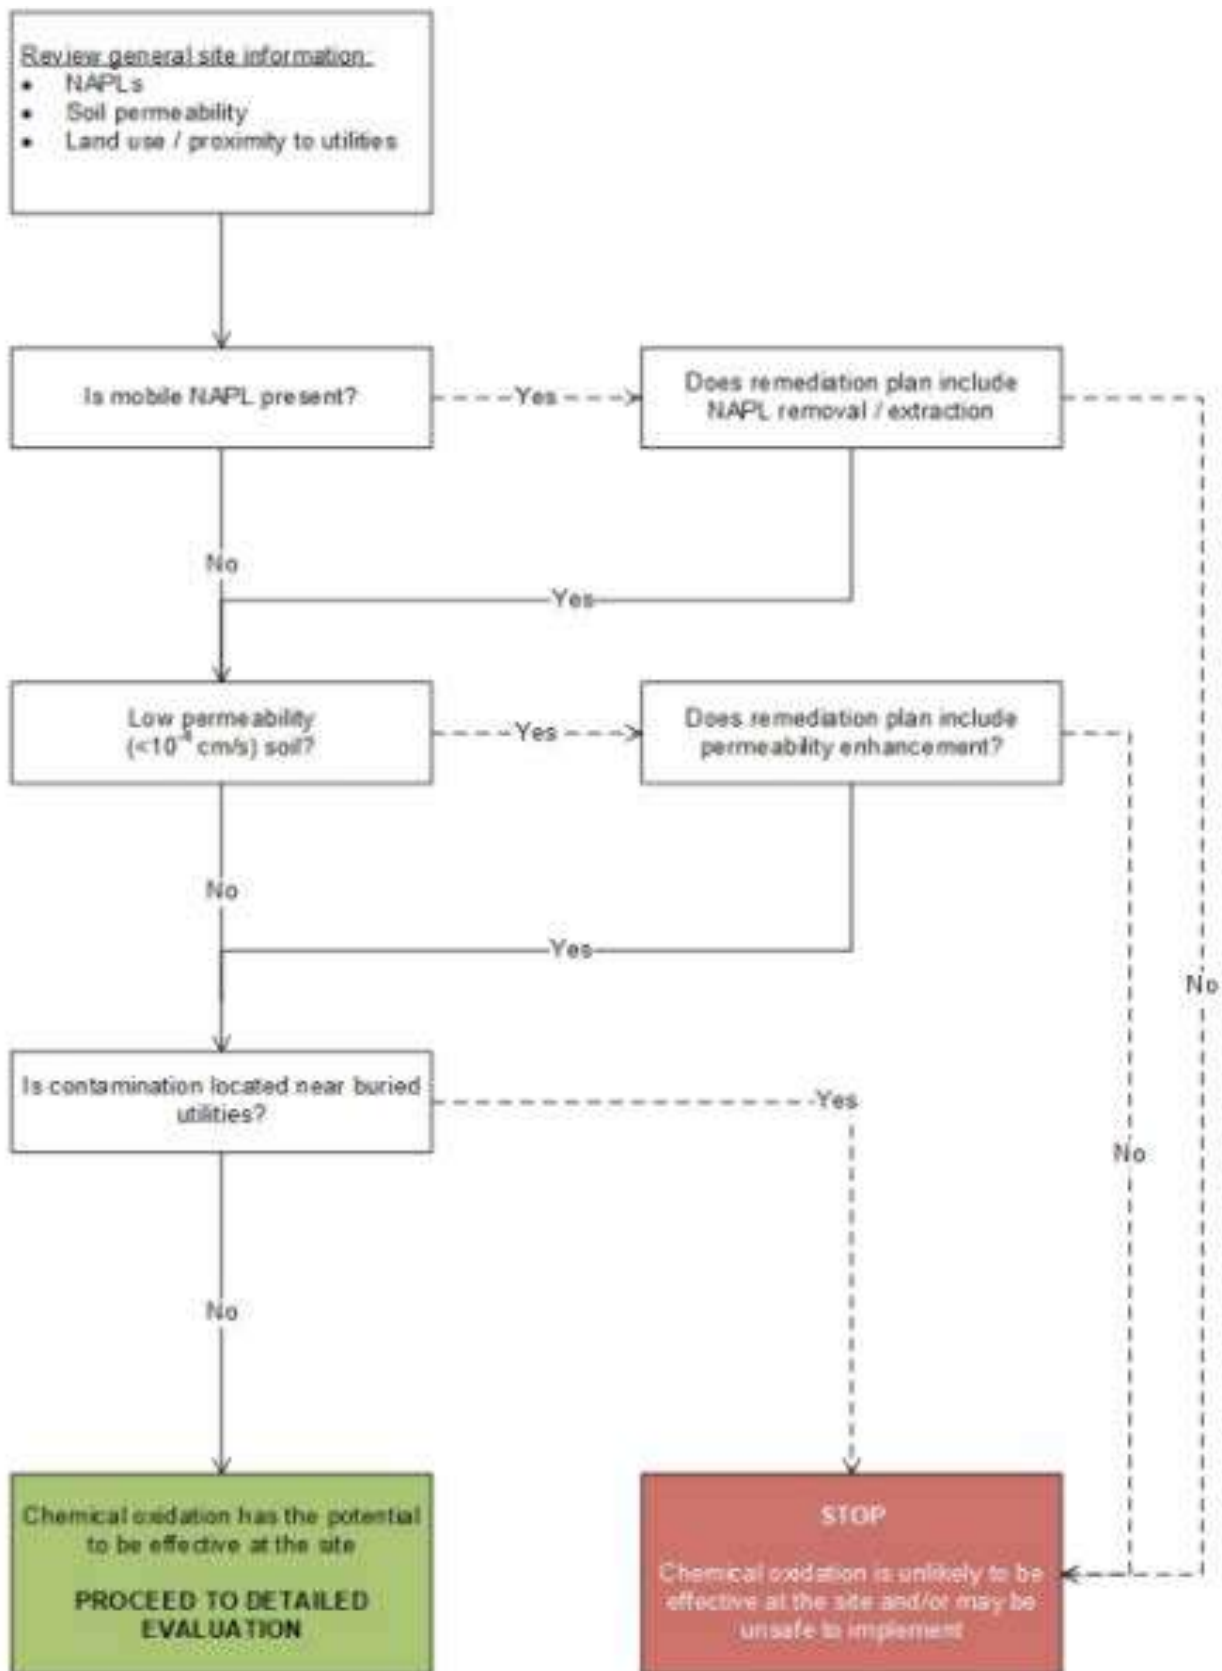 Review general site information:
• NAPLs
• Soil permeability
• Land use / proximity to utilities
Is mobile NAPL present?
Yes
Does remediation plan include
NAPL removal / extraction
No
Yes
Low permeability
(<10 cm/s) soil?
Yes
Does remediation plan include
permeability enhancement?
No
Yes
No
Is contamination located near buried
utilities?
Yes
No
No
Chemical oxidation has the potential
to be effective at the site
PROCEED TO DETAILED
EVALUATION
STOP
Chemical oxidation is unlikely to be
effective at the site and/or may be
unsafe to implement